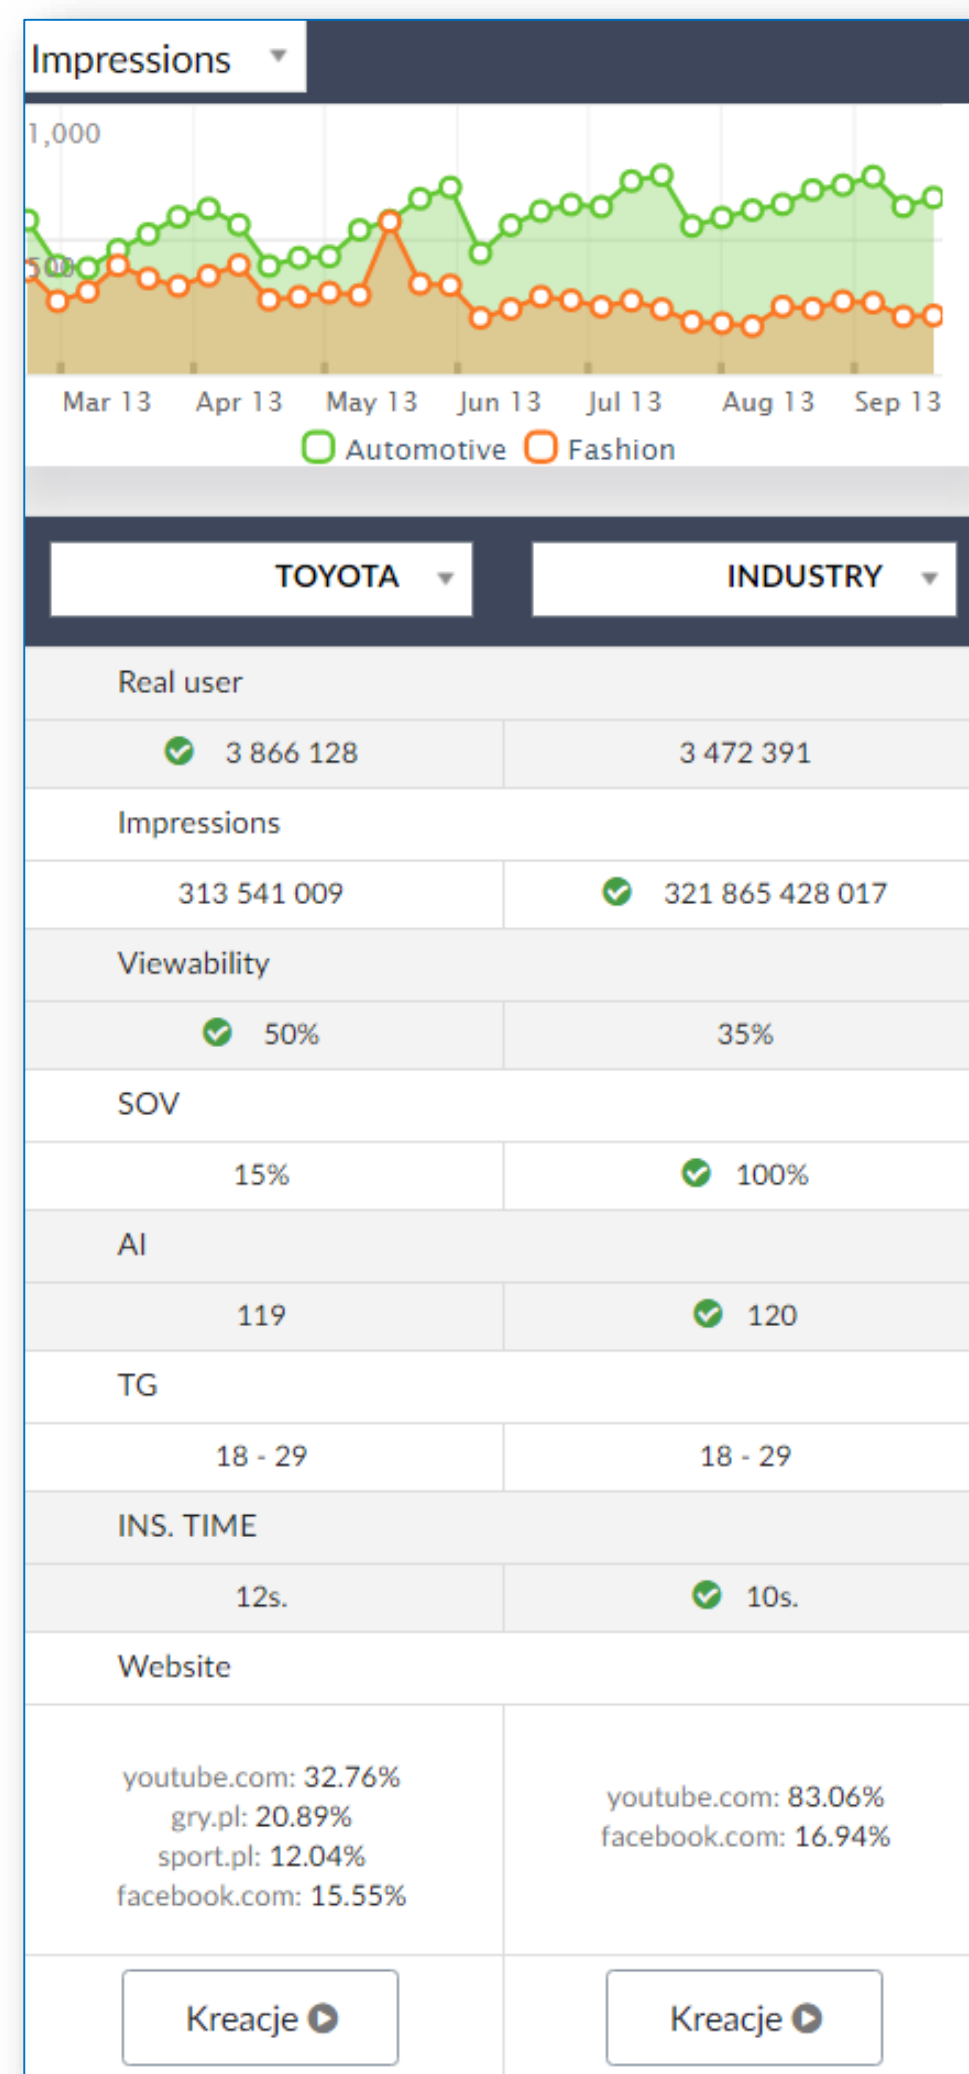 Impressions
1,000
500
Mar 13 Apr 13 May 13 Jun 13 Jul 13 Aug 13 Sep 13
Automotive Fashion
TOYOTA INDUSTRY
Real user
3 866 128 3 472 391
Impressions
313 541 009 321 865 428 017
Viewability
50% 35%
SOV
15% 100%
AI
119 120
TG
18 - 29 18 - 29
INS. TIME
12s. 10s.
Website
youtube.com: 32.76%
gry.pl: 20.89%
sport.pl: 12.04%
facebook.com: 15.55%
youtube.com: 83.06%
facebook.com: 16.94%
Kreacje Kreacje